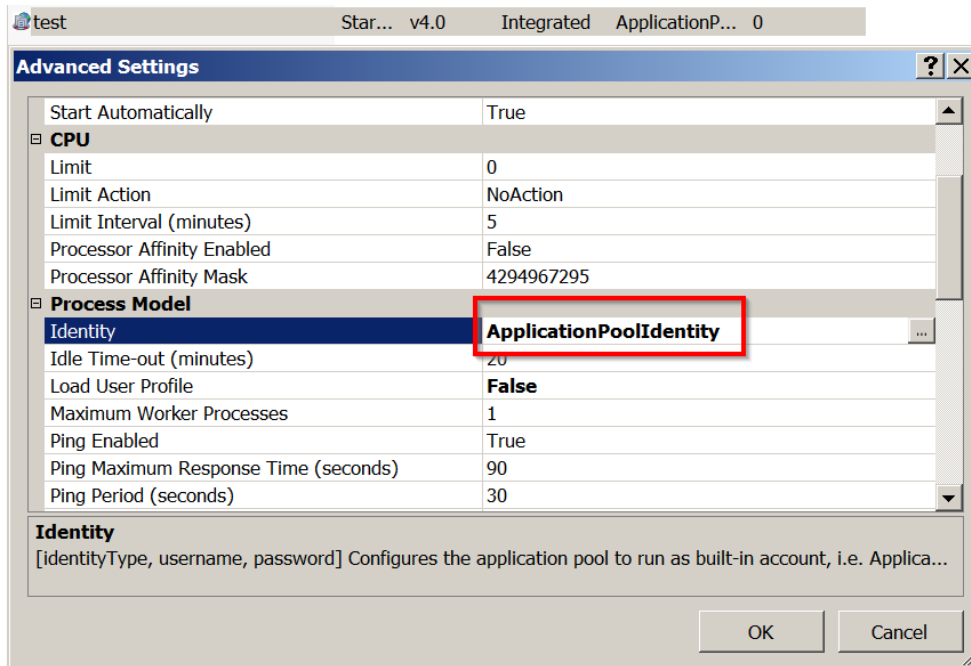 test Star... v4.0 Integrated ApplicationP... 0
Advanced Settings
Start Automatically True
CPU
Limit 0
Limit Action NoAction
Limit Interval (minutes) 5
Processor Affinity Enabled False
Processor Affinity Mask 4294967295
Process Model
Identity ApplicationPoolIdentity ...
Idle Time-out (minutes) 20
Load User Profile False
Maximum Worker Processes 1
Ping Enabled True
Ping Maximum Response Time (seconds) 90
Ping Period (seconds) 30
Identity
[identityType, username, password] Configures the application pool to run as built-in account, i.e. Applica...
OK Cancel